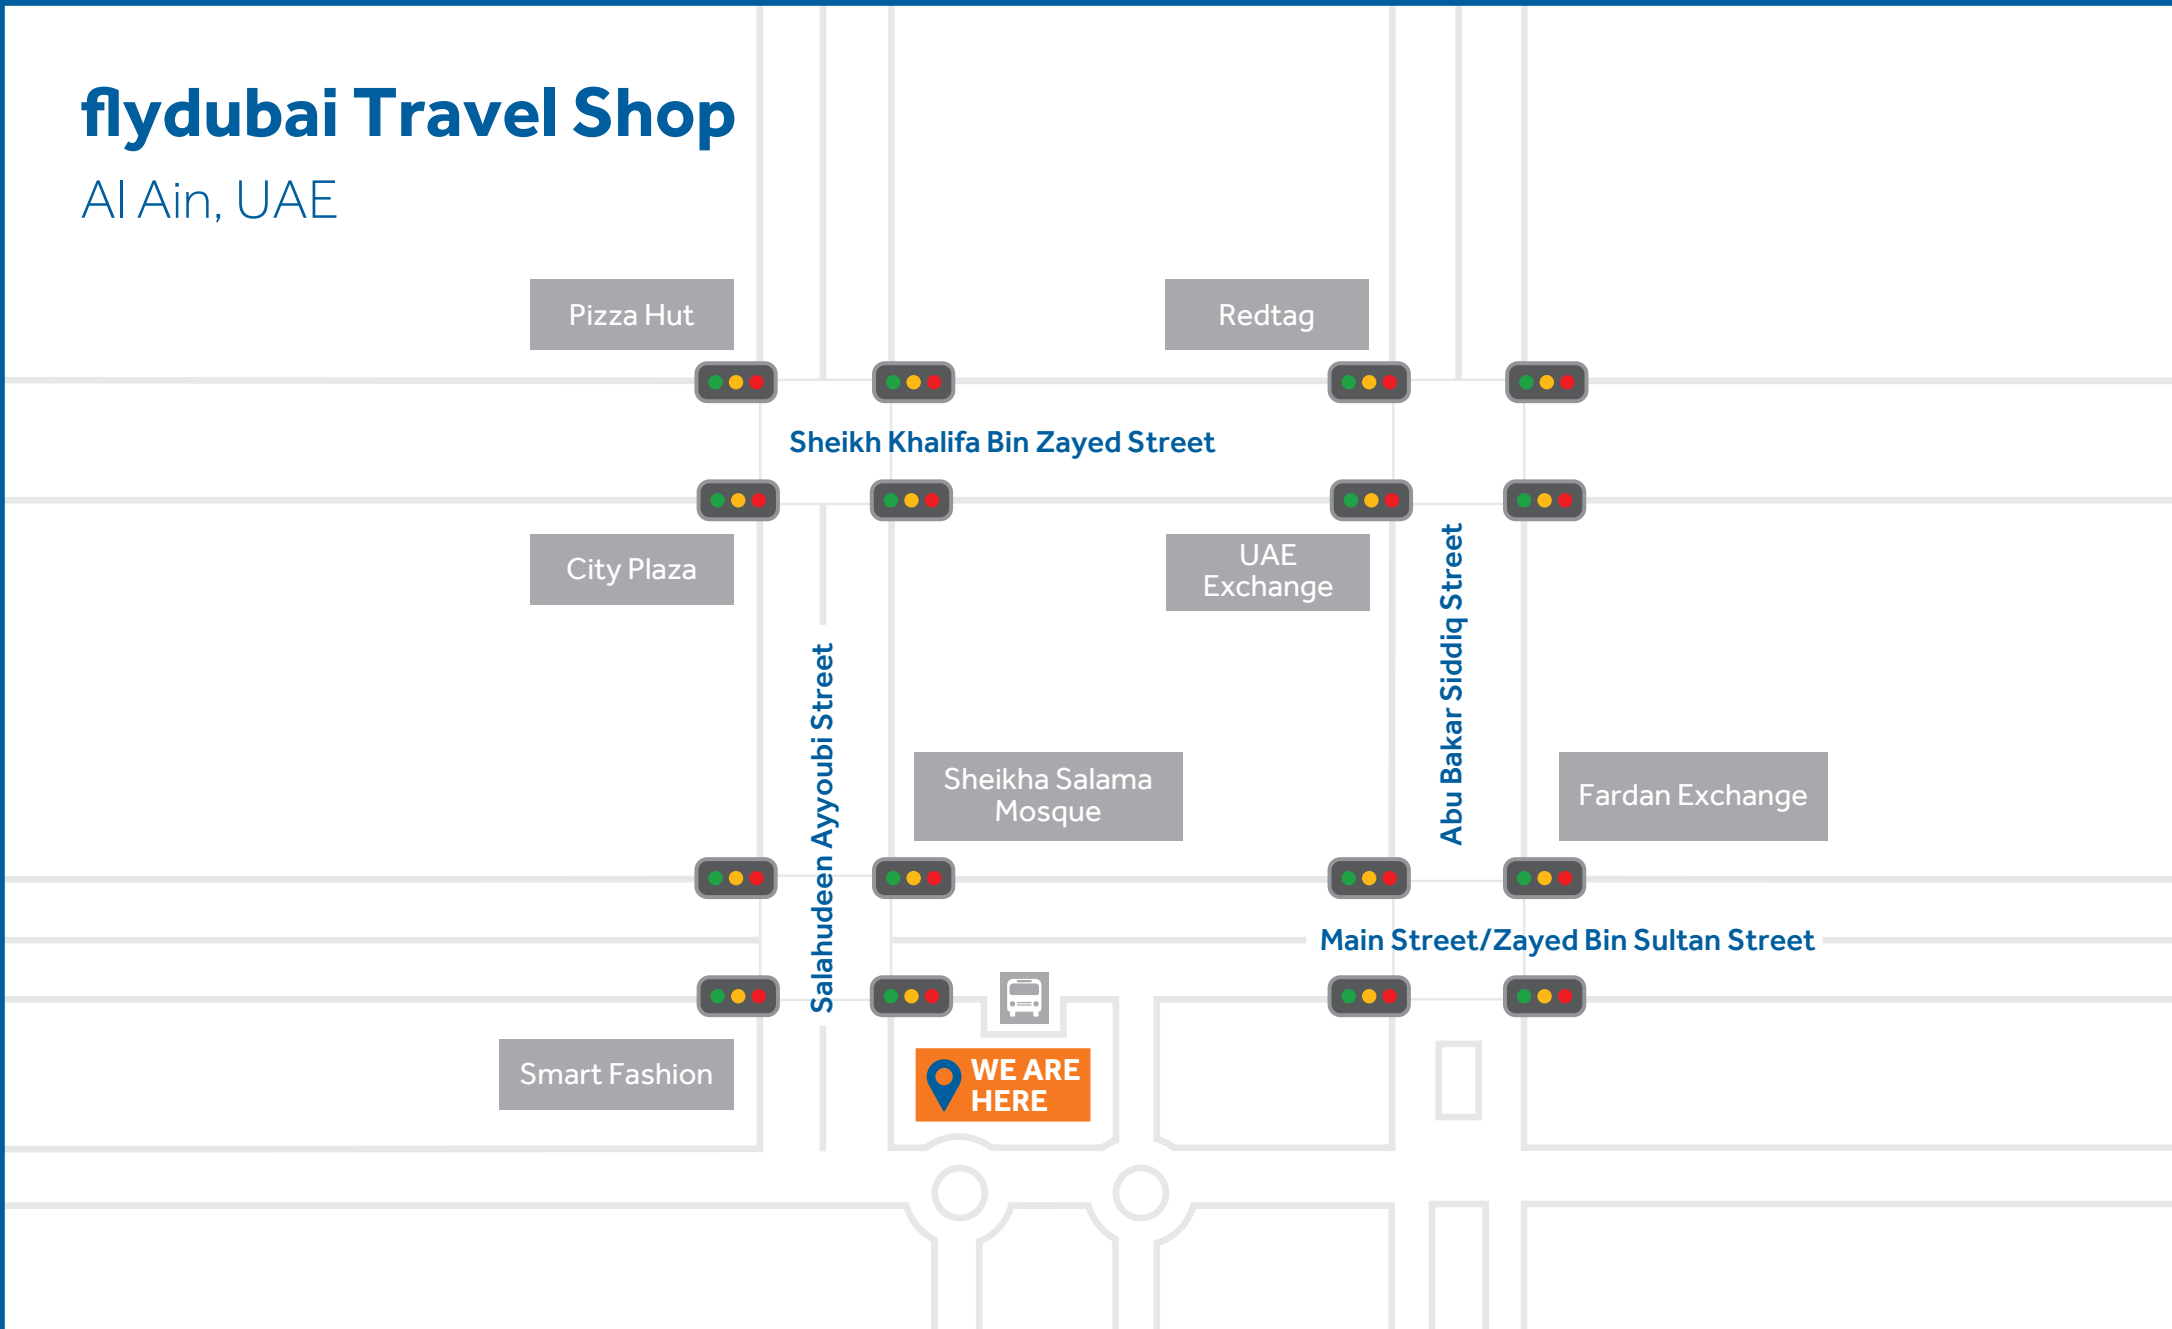 flydubai Travel Shop
Al Ain, UAE
Pizza Hut
Redtag
Sheikh Khalifa Bin Zayed Street
City Plaza
UAE
Exchange
Abu Bakar Siddiq Street
Salahudeen Ayyoubi Street
Sheikha Salama
Mosque
Fardan Exchange
Main Street/Zayed Bin Sultan Street
Smart Fashion
WE ARE
HERE